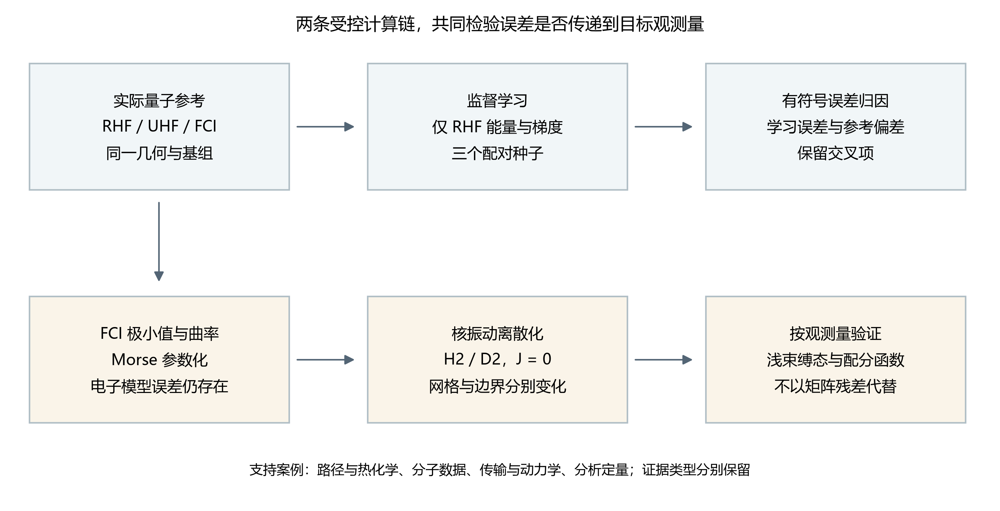 两条受控计算链，共同检验误差是否传递到目标观测量
实际量子参考
RHF / UHF / FCI
同一几何与基组
监督学习
仅 RHF 能量与梯度
三个配对种子
有符号误差归因
学习误差与参考偏差
保留交叉项
FCI 极小值与曲率
Morse 参数化
电子模型误差仍存在
核振动离散化
H2 / D2，J = 0
网格与边界分别变化
按观测量验证
浅束缚态与配分函数
不以矩阵残差代替
支持案例：路径与热化学、分子数据、传输与动力学、分析定量；证据类型分别保留